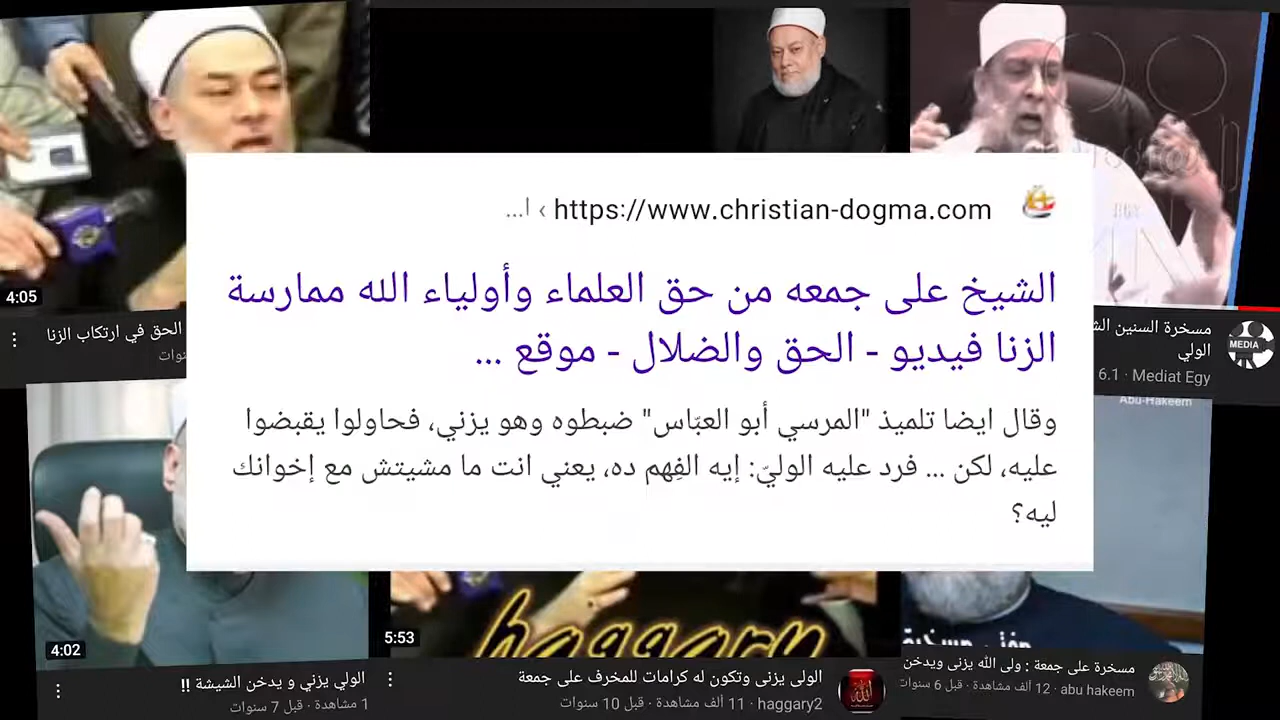 https://www.christian-dogma.com › ا...
الشيخ على جمعه من حق العلماء وأولياء الله ممارسة
الزنا فيديو - الحق والضلال - موقع ...
وقال ايضا تلميذ "المرسي أبو العبّاس" ضبطوه وهو يزني، فحاولوا يقبضوا
عليه، لكن ... فرد عليه الوليّ: إيه الفِهم ده، يعني انت ما مشيتش مع إخوانك
ليه؟
4:05
الحق في ارتكاب الزنا
مسخرة السنين
الولي
Mediat Egy · 6.1
MEDIA
Abu-Hakeem
4:02
الولي يزني و يدخن الشيشة !!
1 مشاهدة · قبل 7 سنوات
haggary
5:53
الولى يزنى وتكون له كرامات للمخرف على جمعة
haggary2 · 11 ألف مشاهدة · قبل 10 سنوات
مسخرة على جمعة : ولى الله يزنى ويدخن
abu hakeem · 12 ألف مشاهدة · قبل 6 سنوات